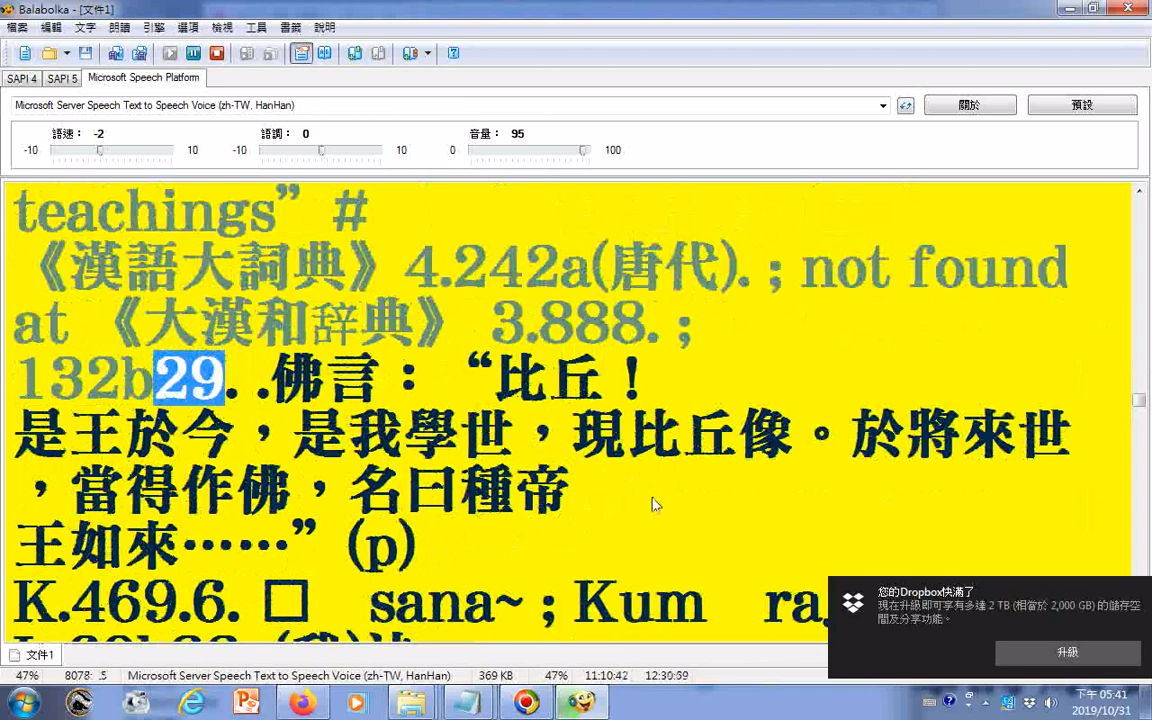 Balabolka - [文件1]
檔案 編輯 文字 朗讀 引擎 選項 檢視 工具 書籤 說明
SAPI 4 SAPI 5 Microsoft Speech Platform
Microsoft Server Speech Text to Speech Voice (zh-TW, HanHan) 關於 預設
語速： -2 語調： 0 音量： 95
-10 10 -10 10 0 100
teachings” #
《漢語大詞典》 4.242a(唐代). ; not found
at 《大漢和辞典》 3.888. ;
132b29. .佛言：“比丘！
是王於今，是我學世，現比丘像。於將來世
，當得作佛，名曰種帝
王如來……” (p)
K.469.6. □ sana~ ; Kum ra
您的Dropbox快滿了
現在升級即可享有多達 2 TB (相當於 2,000 GB) 的儲存空
間及分享功能。
升級
文件1
47% 8078: .5 Microsoft Server Speech Text to Speech Voice (zh-TW, HanHan) 369 KB 47% 11:10:42 12:30:59
下午 05:41
2019/10/31